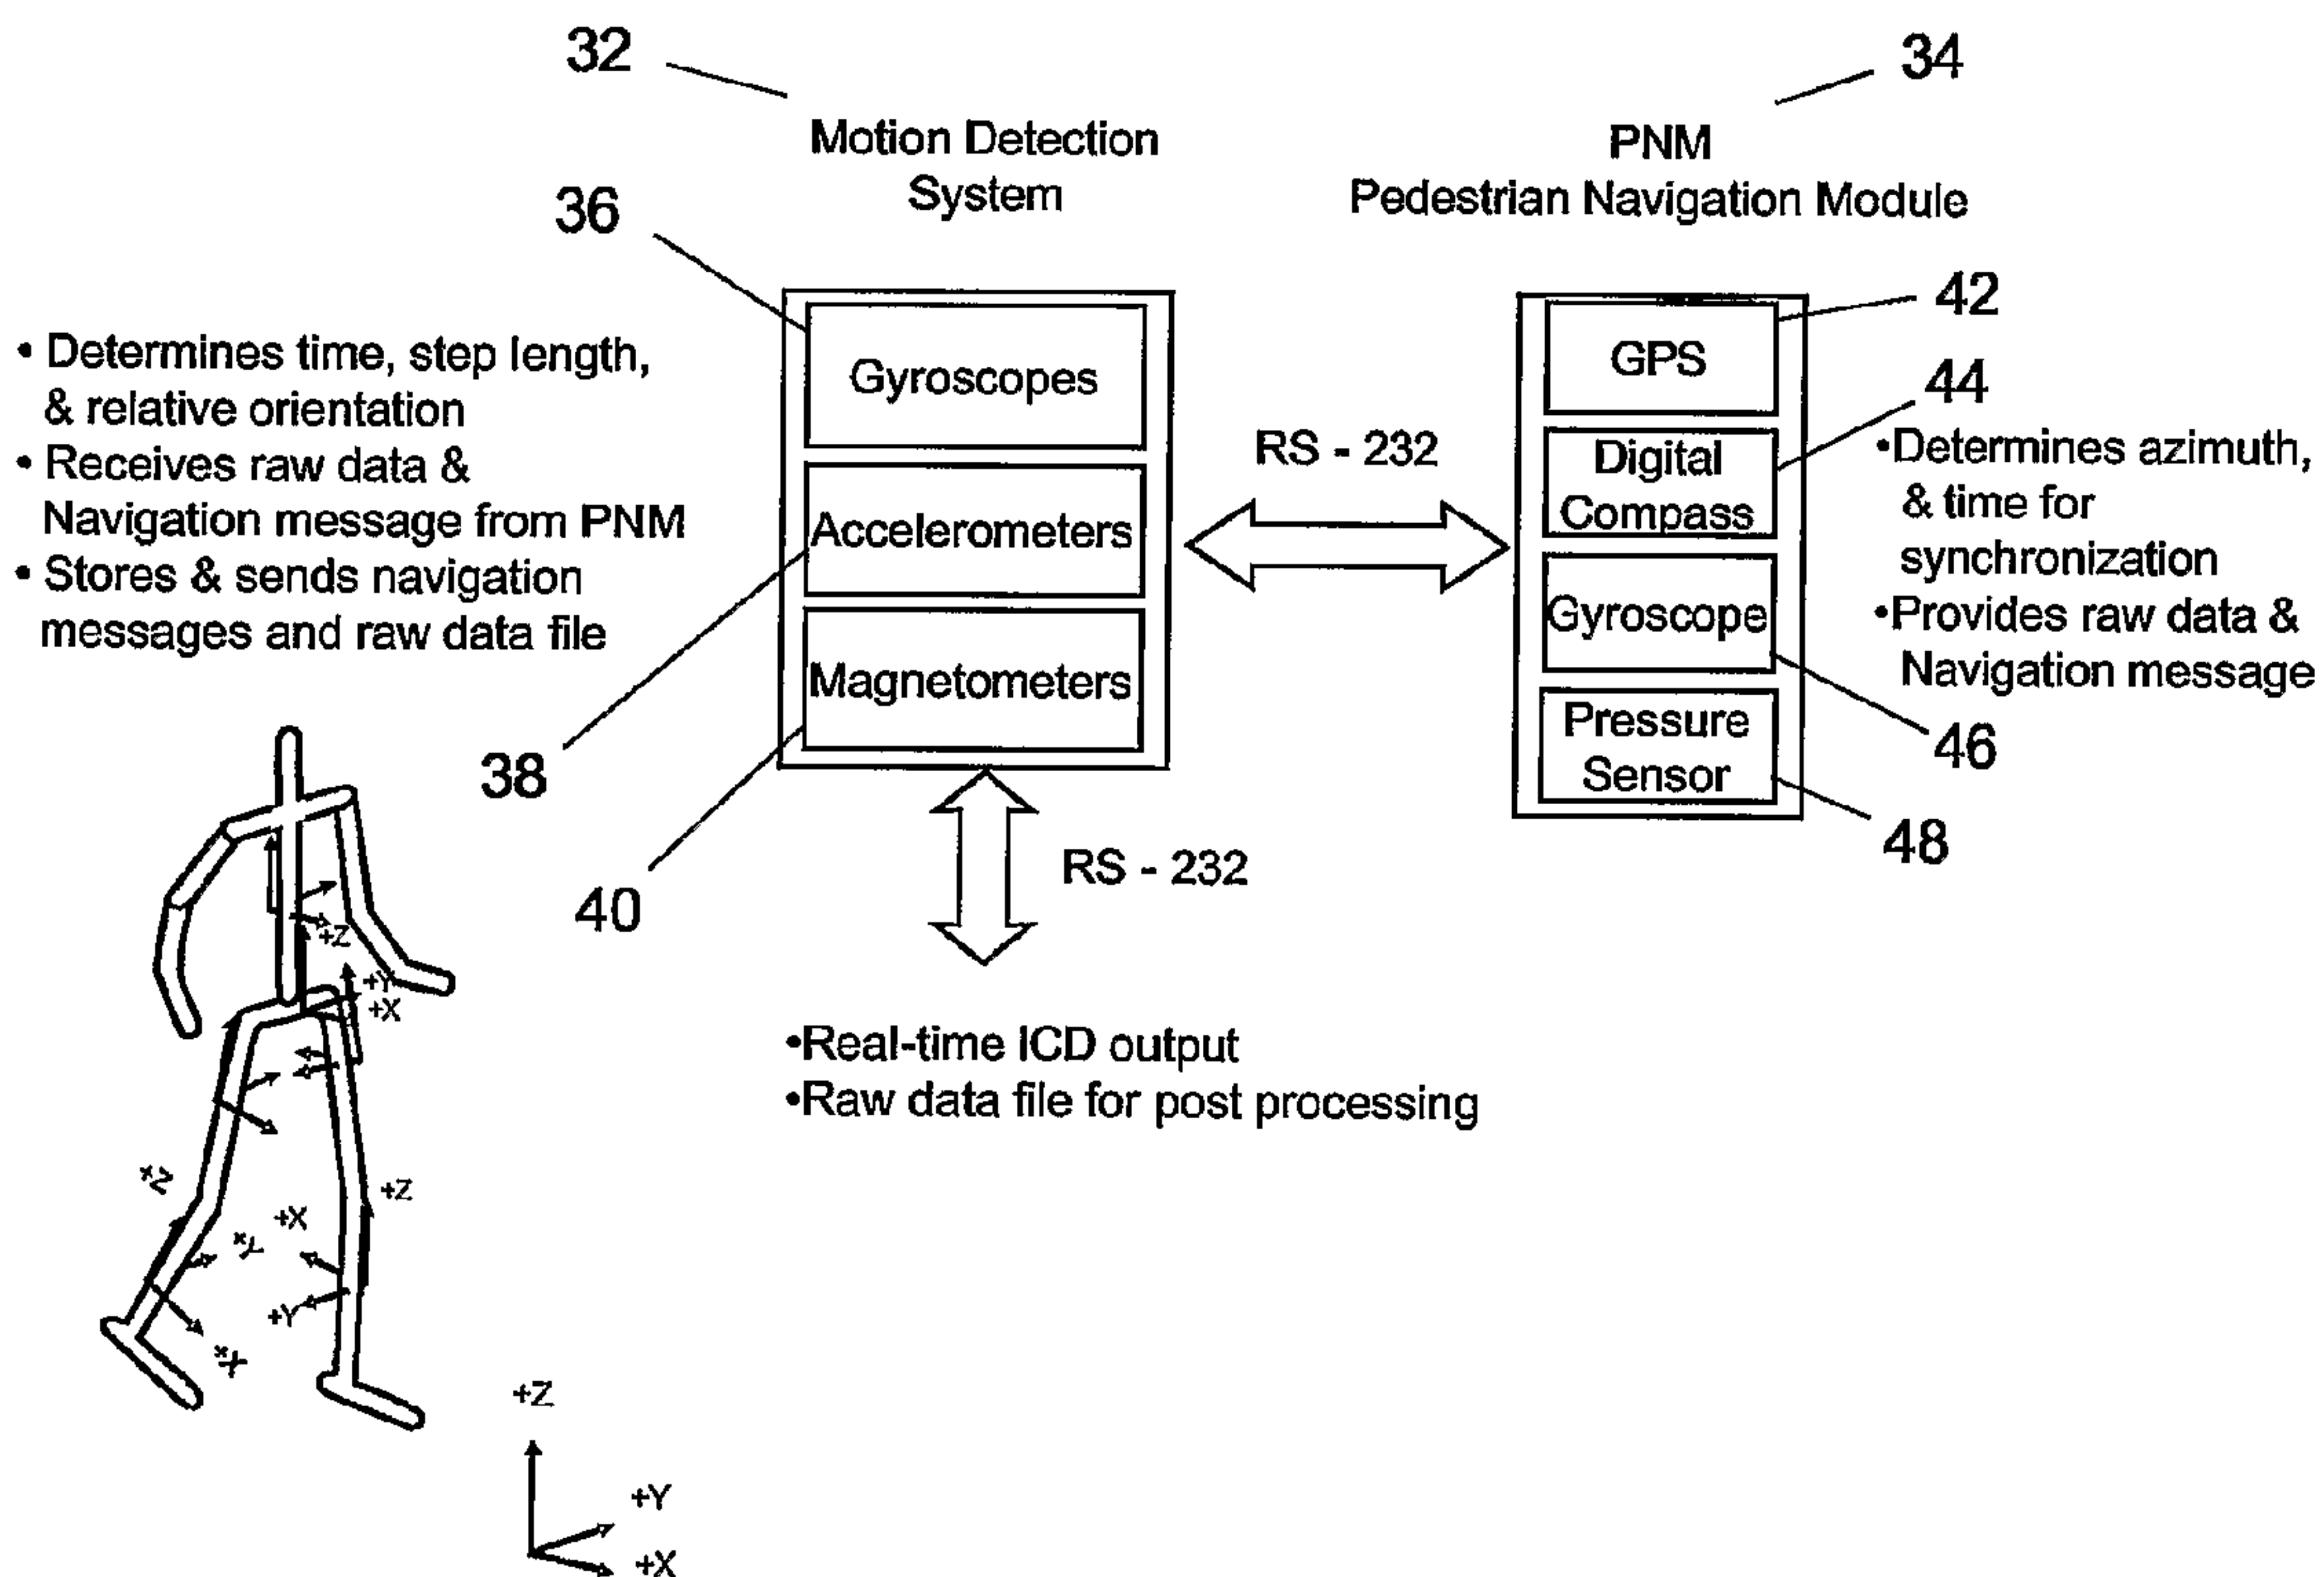 32
34
Motion Detection
System
PNM
Pedestrian Navigation Module
36
42
Gyroscopes
GPS
• Determines time, step length,
& relative orientation
• Receives raw data &
Navigation message from PNM
• Stores & sends navigation
messages and raw data file
44
RS - 232
Digital
Compass
•Determines azimuth,
& time for
synchronization
•Provides raw data &
Navigation message
Accelerometers
Gyroscope
Magnetometers
Pressure
Sensor
46
38
48
RS - 232
40
+Z
+Y
+X
•Real-time ICD output
•Raw data file for post processing
+Z
+Z
+X
+Y
+Y
+X
+Z
+Y
+X